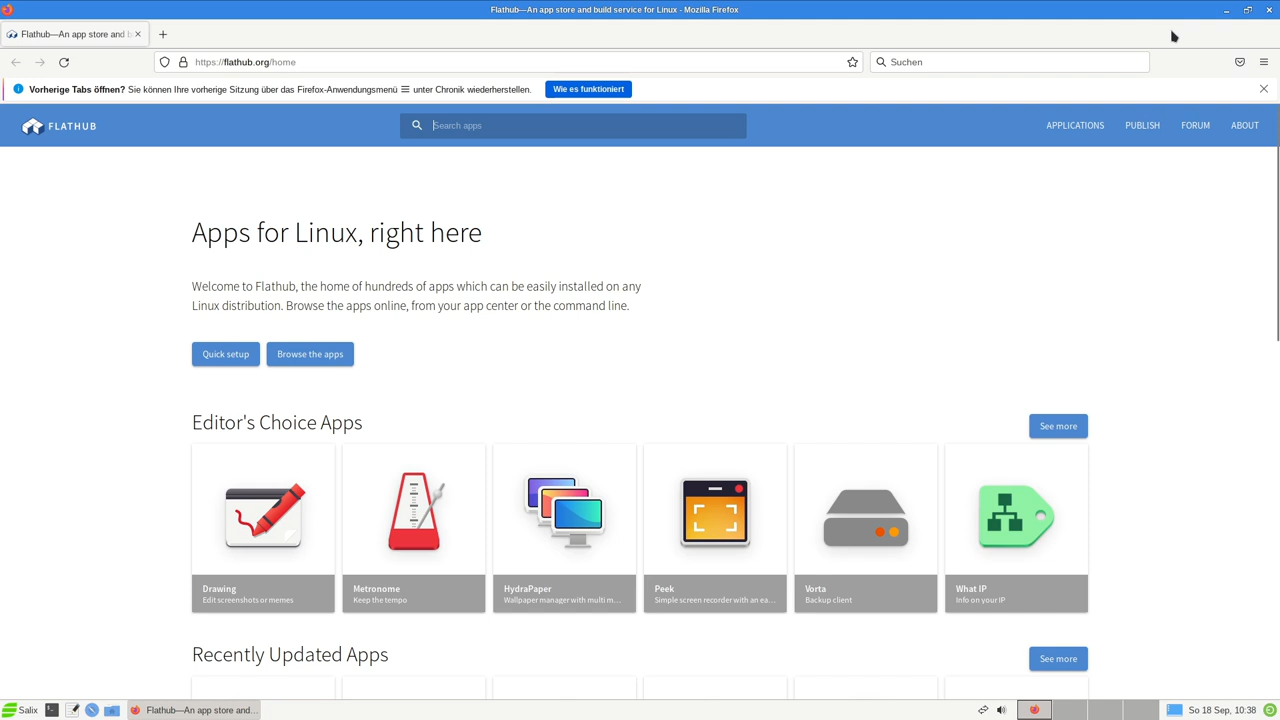 Flathub—An app store and build service for Linux - Mozilla Firefox
Flathub—An app store and b
https://flathub.org/home
Suchen
Vorherige Tabs öffnen? Sie können Ihre vorherige Sitzung über das Firefox-Anwendungsmenü ☰ unter Chronik wiederherstellen.
Wie es funktioniert
FLATHUB
Search apps
APPLICATIONS
PUBLISH
FORUM
ABOUT
Apps for Linux, right here
Welcome to Flathub, the home of hundreds of apps which can be easily installed on any
Linux distribution. Browse the apps online, from your app center or the command line.
Quick setup
Browse the apps
Editor's Choice Apps
See more
Drawing
Edit screenshots or memes
Metronome
Keep the tempo
HydraPaper
Wallpaper manager with multi m...
Peek
Simple screen recorder with an ea...
Vorta
Backup client
What IP
Info on your IP
Recently Updated Apps
See more
Salix
Flathub—An app store and...
So 18 Sep, 10:38